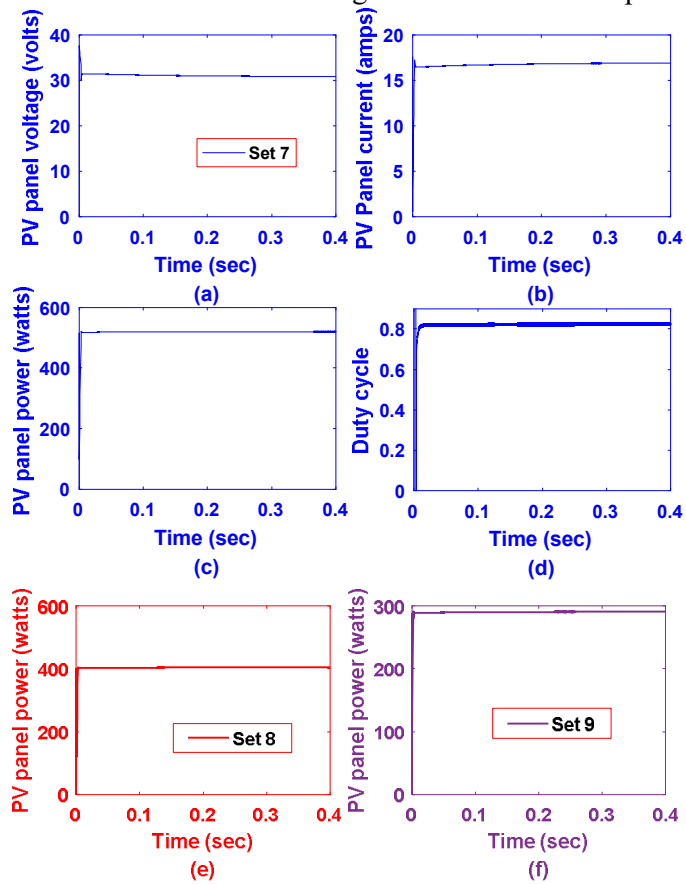 PV panel voltage (volts)
40
30
20
10
0
Set 7
0 0.1 0.2 0.3 0.4
Time (sec)
(a)
PV Panel current (amps)
20
15
10
5
0
0 0.1 0.2 0.3 0.4
Time (sec)
(b)
PV panel power (watts)
600
400
200
0
0 0.1 0.2 0.3 0.4
Time (sec)
(c)
Duty cycle
0.8
0.6
0.4
0.2
0
0 0.1 0.2 0.3 0.4
Time (sec)
(d)
PV panel power (watts)
600
400
200
0
Set 8
0 0.1 0.2 0.3 0.4
Time (sec)
(e)
PV panel power (watts)
300
200
100
0
Set 9
0 0.1 0.2 0.3 0.4
Time (sec)
(f)